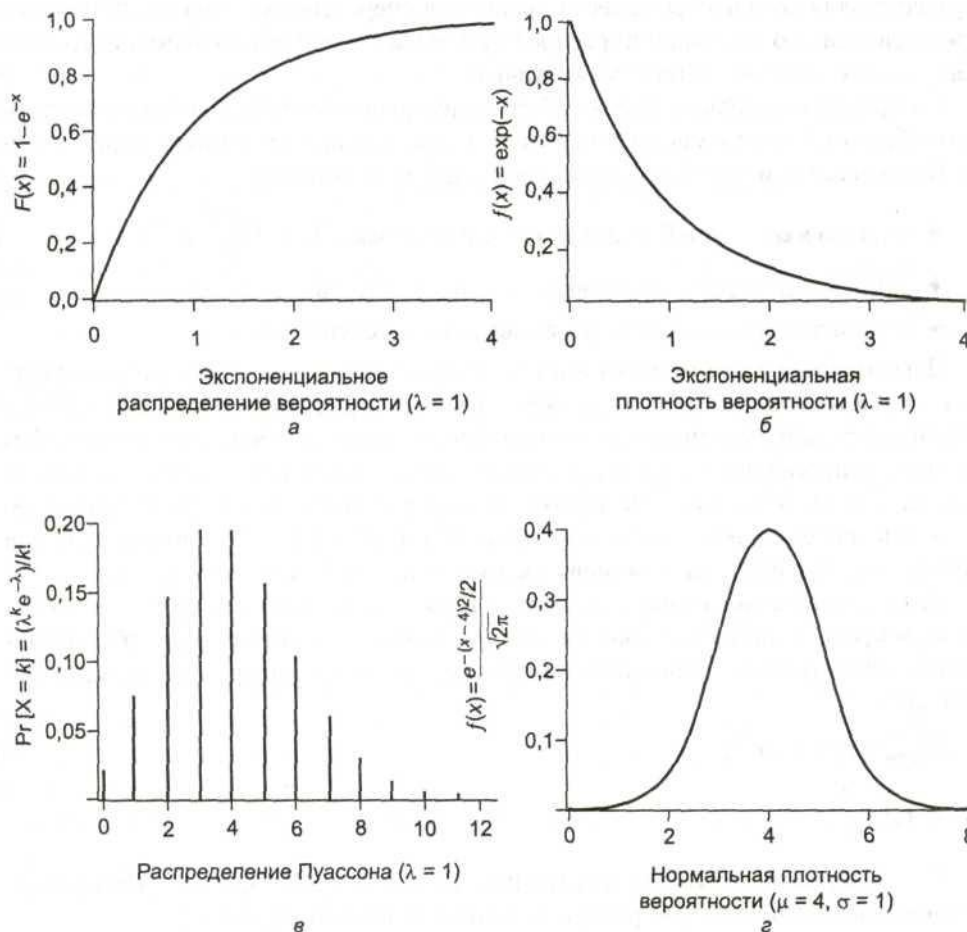 1,0
0,8
0,6
0,4
0,2
0,0
F(x) = 1 – e⁻ˣ
0 1 2 3 4
Экспоненциальное
распределение вероятности (λ = 1)
а
1,0
0,8
0,6
0,4
0,2
0
f(x) = exp(–x)
0 1 2 3 4
Экспоненциальная
плотность вероятности (λ = 1)
б
0,20
0,15
0,10
0,05
Pr [X = k] = (λᵏ e^–λ)/k!
0 2 4 6 8 10 12
Распределение Пуассона (λ = 1)
в
0,4
0,3
0,2
0,1
f(x) = e^–(x – 4)2/2
√2π
0 2 4 6 8
Нормальная плотность
вероятности (μ = 4, σ = 1)
г